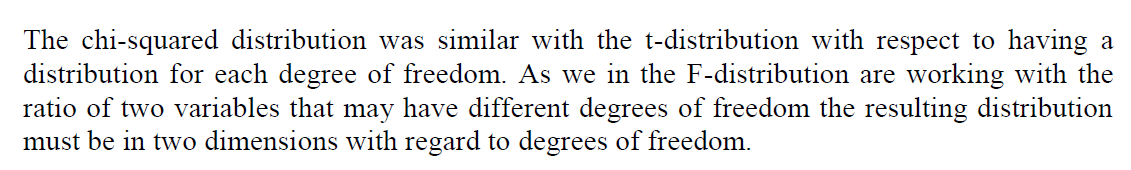 The chi-squared distribution was similar with the t-distribution with respect to having a
distribution for each degree of freedom. As we in the F-distribution are working with the
ratio of two variables that may have different degrees of freedom the resulting distribution
must be in two dimensions with regard to degrees of freedom.